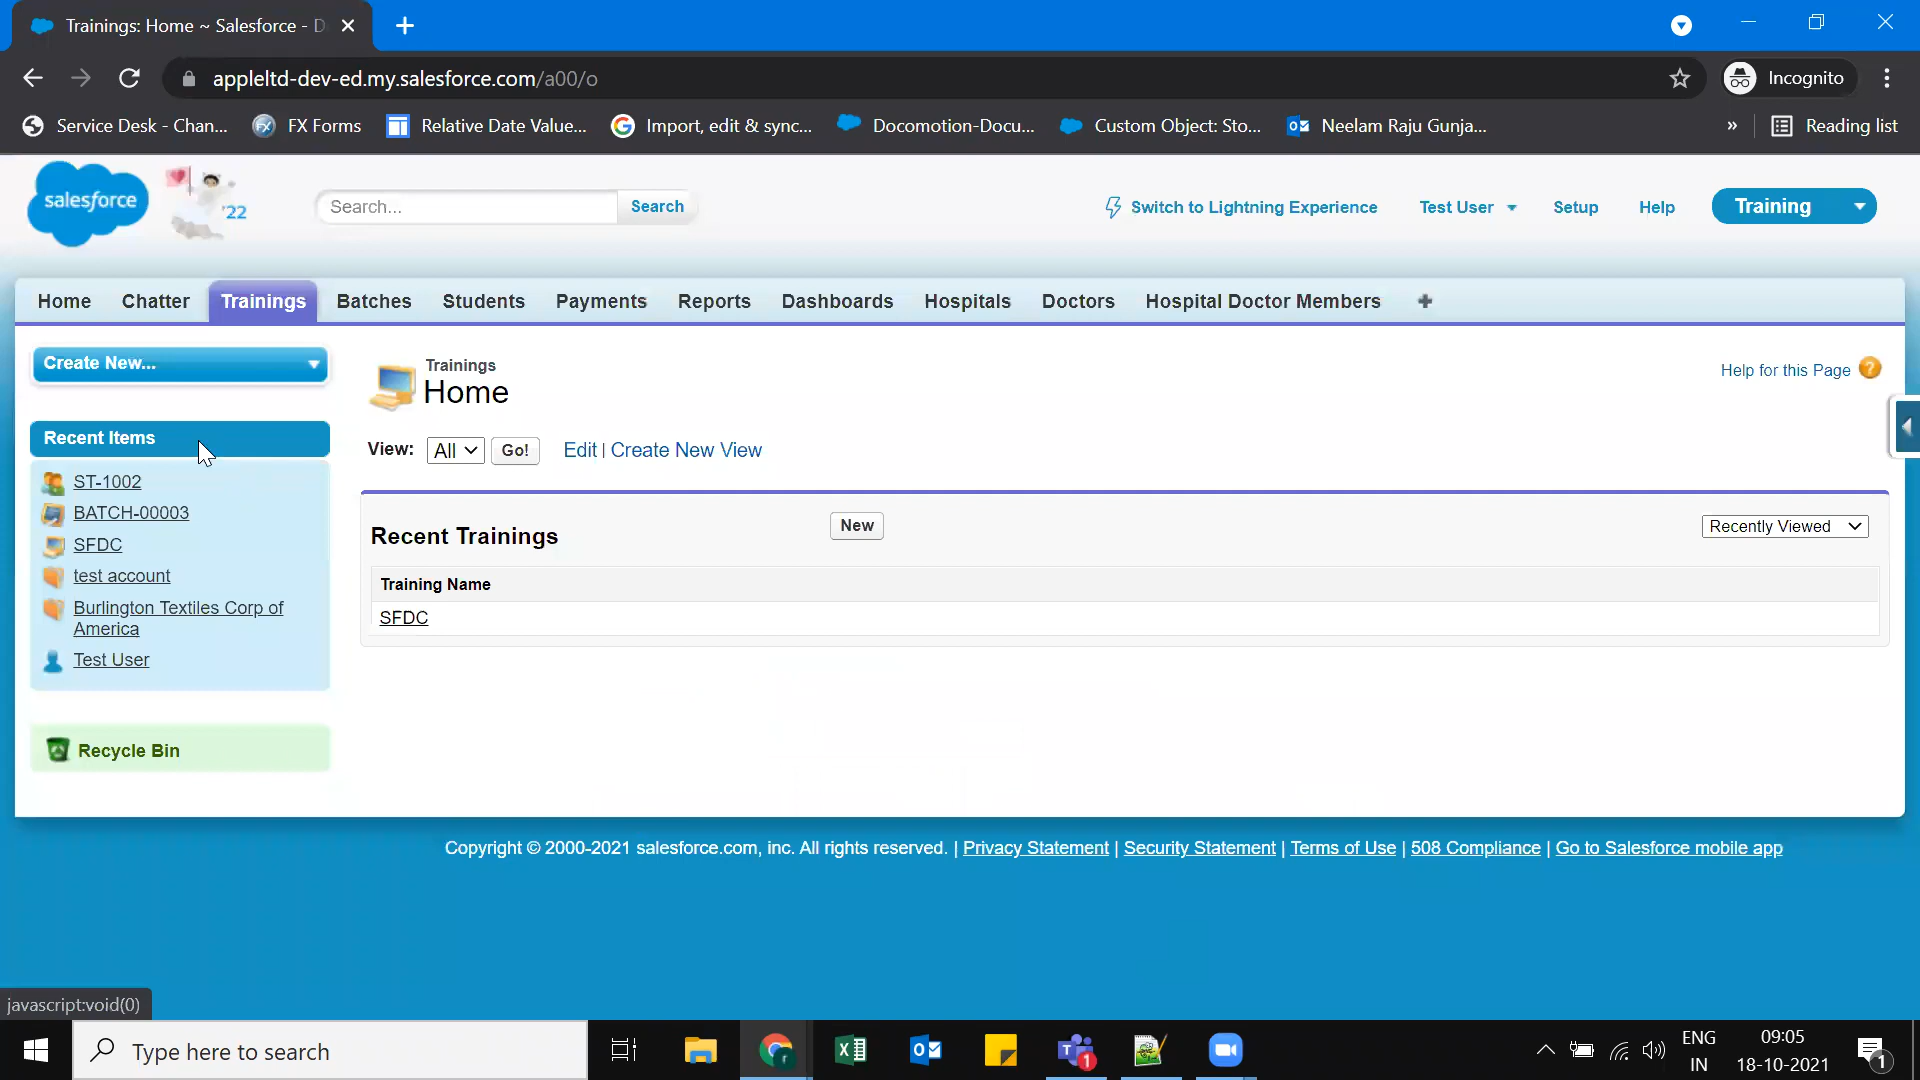 Trainings: Home ~ Salesforce - D
appleltd-dev-ed.my.salesforce.com/a00/o
Incognito
Service Desk - Chan...
FX Forms
Relative Date Value...
Import, edit & sync...
Docomotion-Docu...
Custom Object: Sto...
Neelam Raju Gunja...
»
Reading list
salesforce
'22
Search...
Search
Switch to Lightning Experience
Test User
Setup
Help
Training
Home
Chatter
Trainings
Batches
Students
Payments
Reports
Dashboards
Hospitals
Doctors
Hospital Doctor Members
Create New...
Recent Items
ST-1002
BATCH-00003
SFDC
test account
Burlington Textiles Corp of
America
Test User
Recycle Bin
Trainings
Home
Help for this Page
View:
All
Go!
Edit | Create New View
Recent Trainings
New
Recently Viewed
Training Name
SFDC
Copyright © 2000-2021 salesforce.com, inc. All rights reserved. | Privacy Statement | Security Statement | Terms of Use | 508 Compliance | Go to Salesforce mobile app
javascript:void(0)
Type here to search
1
ENG
IN
09:05
18-10-2021
1